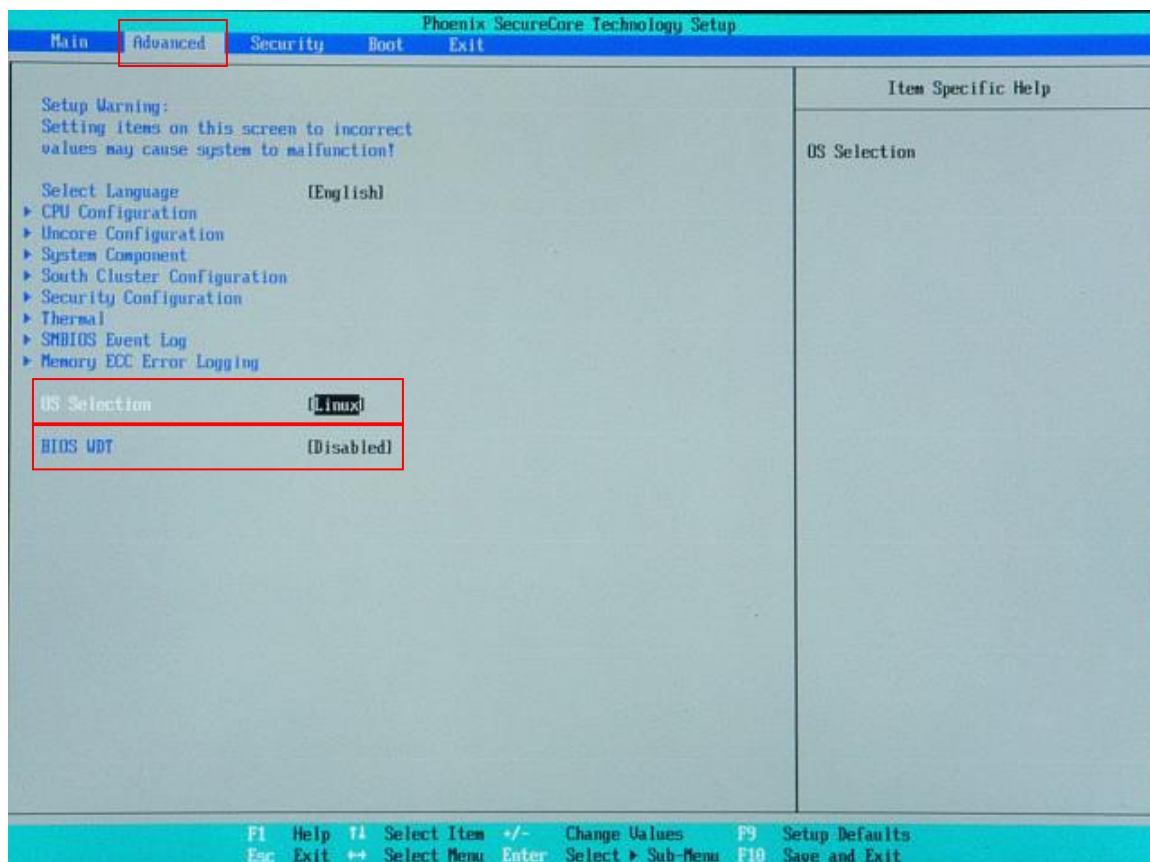 Phoenix SecureCore Technology Setup
Main Advanced Security Boot Exit
Setup Warning:
Setting items on this screen to incorrect
values may cause system to malfunction!
Select Language [English]
▶ CPU Configuration
▶ Uncore Configuration
▶ System Component
▶ South Cluster Configuration
▶ Security Configuration
▶ Thermal
▶ SMBIOS Event Log
▶ Memory ECC Error Logging
OS Selection [Linux]
BIOS WDT [Disabled]
Item Specific Help
OS Selection
F1 Help ↑↓ Select Item +/- Change Values F9 Setup Defaults
Esc Exit ←→ Select Menu Enter Select ▶ Sub-Menu F10 Save and Exit